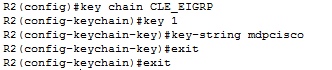 R2(config)#key chain CLE_EIGRP
R2(config-keychain)#key 1
R2(config-keychain-key)#key-string mdpcisco
R2(config-keychain-key)#exit
R2(config-keychain)#exit